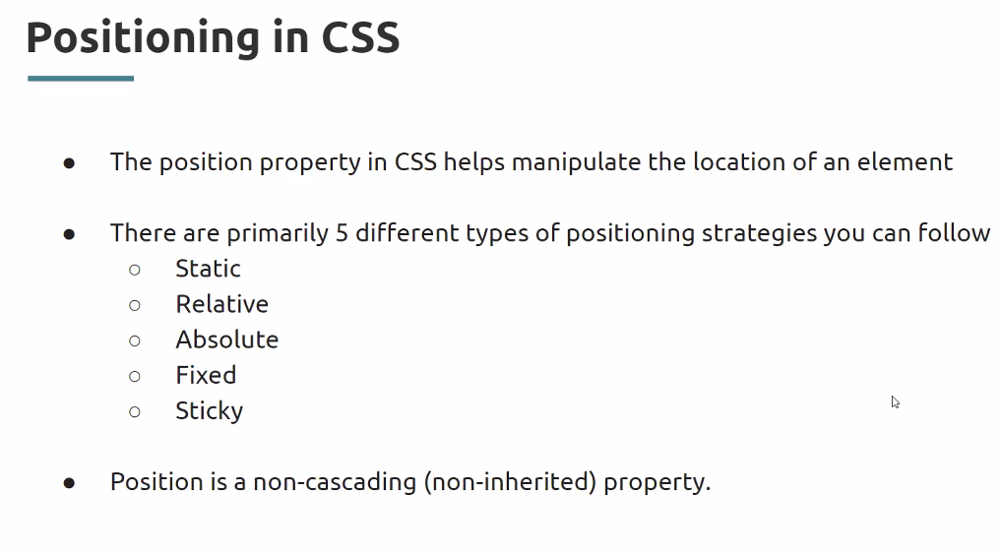 Positioning in CSS
● The position property in CSS helps manipulate the location of an element
● There are primarily 5 different types of positioning strategies you can follow
○ Static
○ Relative
○ Absolute
○ Fixed
○ Sticky
● Position is a non-cascading (non-inherited) property.